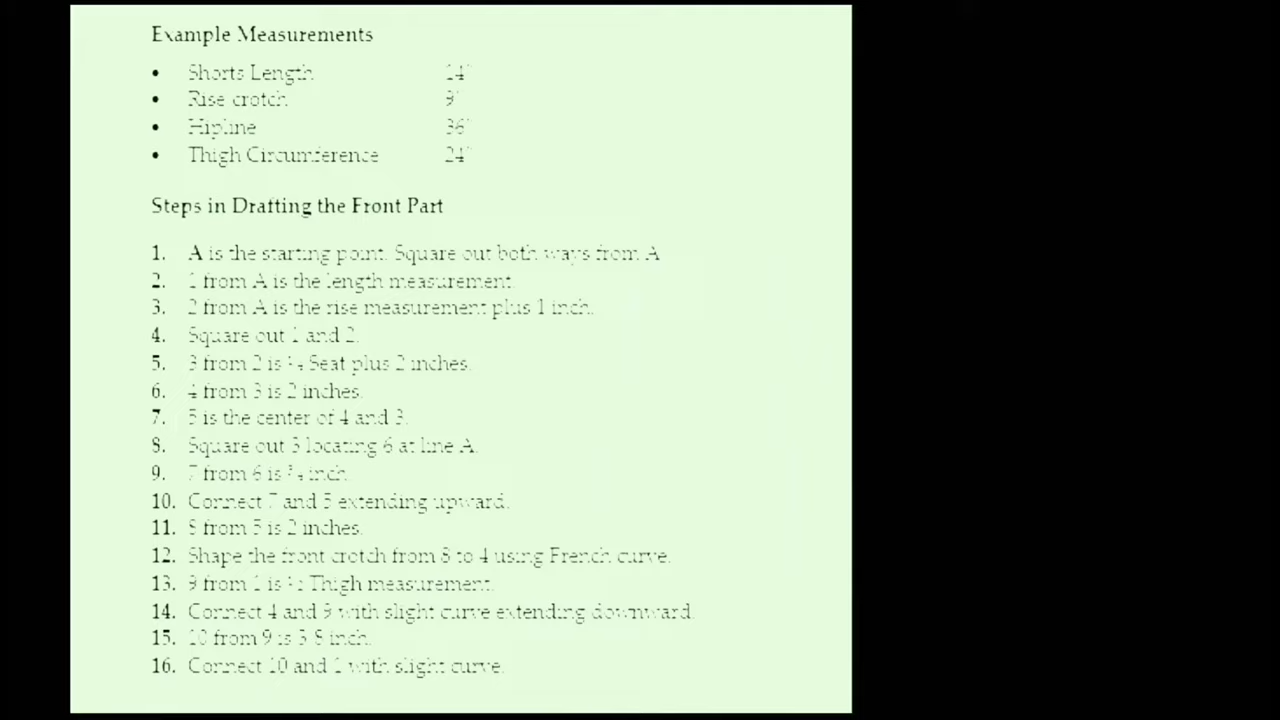 Example Measurements
• Shorts Length 14"
• Rise crotch 9"
• Hipline 36"
• Thigh Circumference 24"
Steps in Drafting the Front Part
1. A is the starting point. Square out both ways from A
2. 1 from A is the length measurement.
3. 2 from A is the rise measurement plus 1 inch.
4. Square out 1 and 2.
5. 3 from 2 is Seat plus 2 inches.
6. 4 from 3 is 2 inches.
7. 5 is the center of 4 and 3.
8. Square out 3 locating 6 at line A.
9. 7 from 6 is inch
10. Connect 7 and 5 extending upward.
11. 8 from 5 is 2 inches.
12. Shape the front crotch from 8 to 4 using French curve.
13. 9 from 1 is Thigh measurement.
14. Connect 4 and 9 with slight curve extending downward.
15. 10 from 9 is 3 8 inch.
16. Connect 10 and 1 with slight curve.